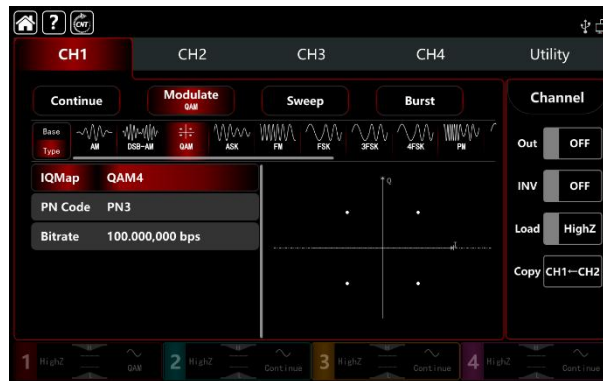 ? CNT
CH1 CH2 CH3 CH4 Utility
Continue Modulate Sweep Burst Channel
QAM
Base AM DSB-AM QAM ASK FM FSK 3FSK 4FSK PM
Type
Out OFF
IQMap QAM4
INV OFF
PN Code PN3
Bitrate 100.000,000 bps
Load HighZ
Copy CH1←CH2
Q
I
1 HighZ QAM 2 HighZ Continue 3 HighZ Continue 4 HighZ Continue